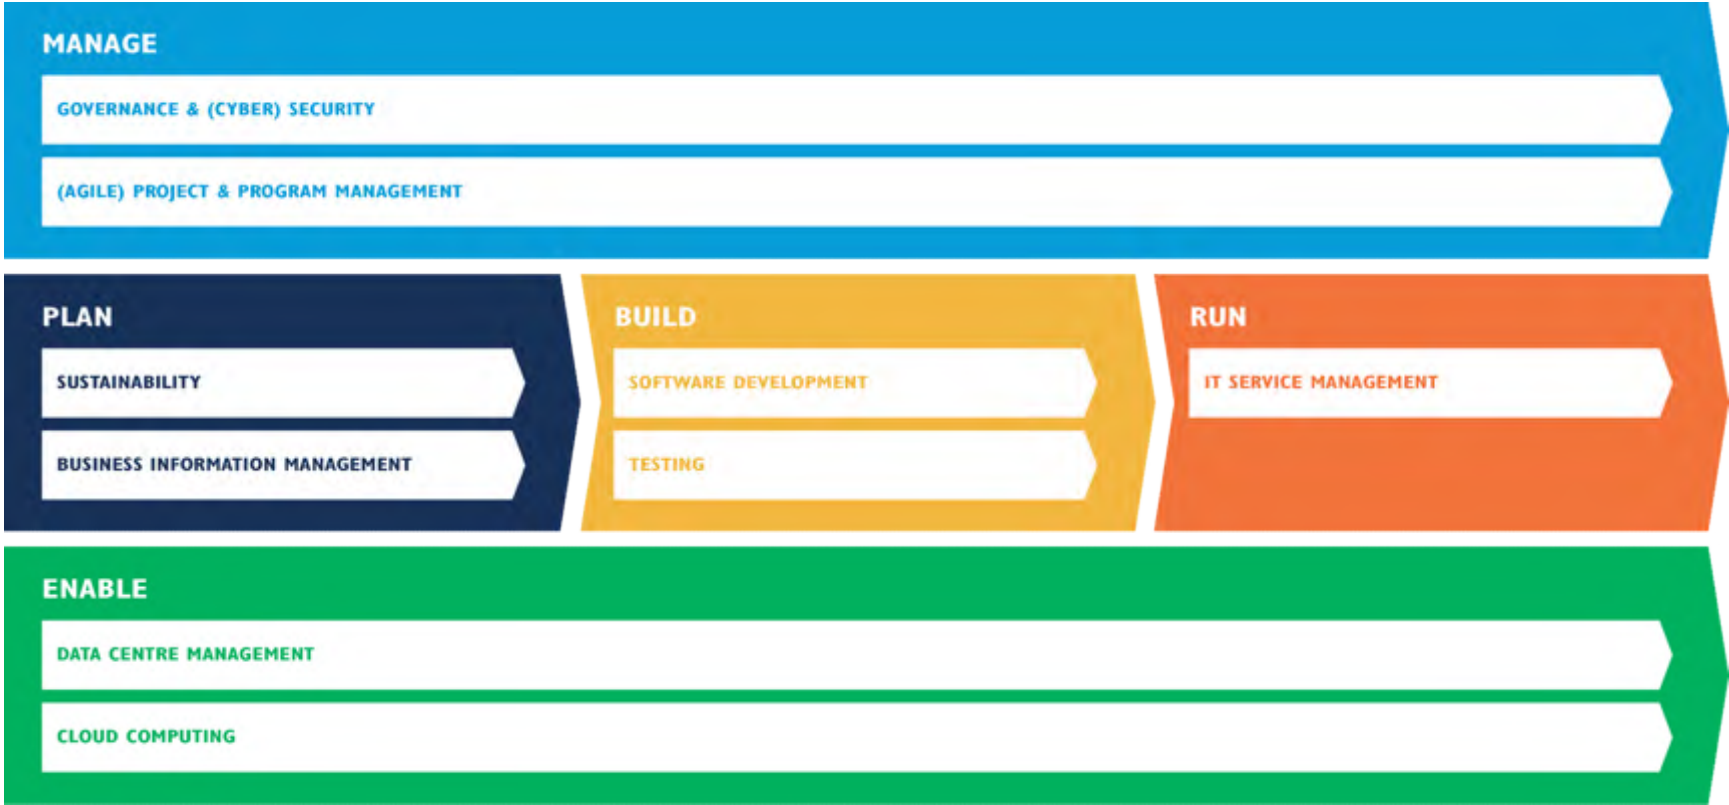 MANAGE
GOVERNANCE & (CYBER) SECURITY
(AGILE) PROJECT & PROGRAM MANAGEMENT
PLAN
SUSTAINABILITY
BUSINESS INFORMATION MANAGEMENT
BUILD
SOFTWARE DEVELOPMENT
TESTING
RUN
IT SERVICE MANAGEMENT
ENABLE
DATA CENTRE MANAGEMENT
CLOUD COMPUTING